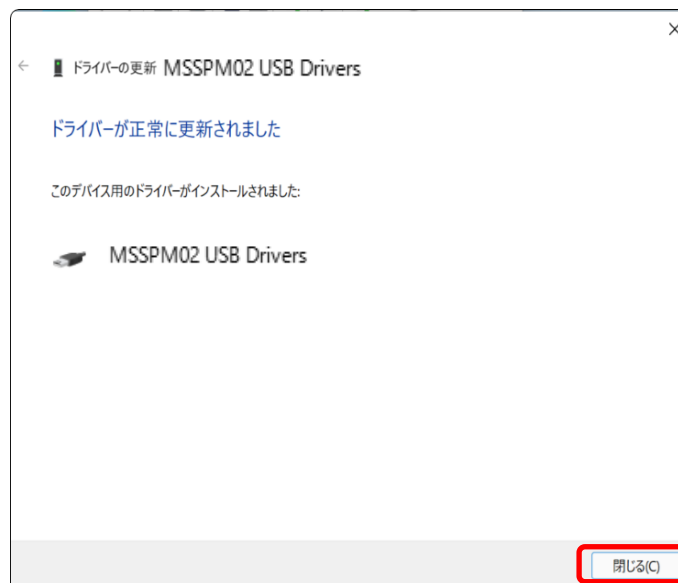 ドライバーの更新 MSSPM02 USB Drivers
ドライバーが正常に更新されました
このデバイス用のドライバーがインストールされました:
MSSPM02 USB Drivers
閉じる(C)